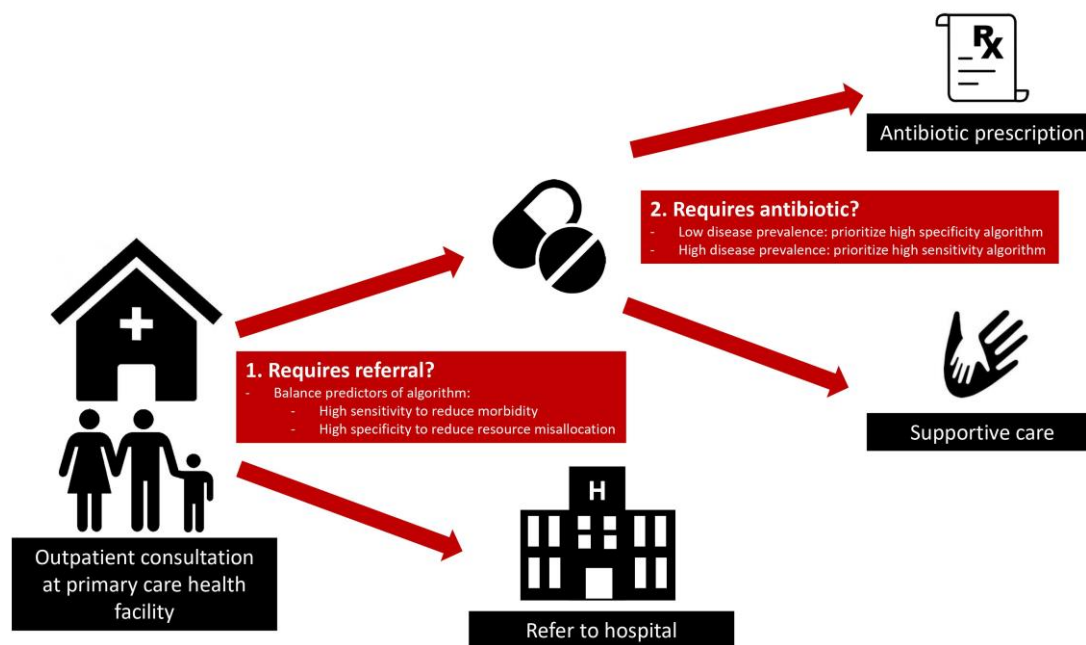 Rx
Antibiotic prescription
2. Requires antibiotic?
- Low disease prevalence: prioritize high specificity algorithm
- High disease prevalence: prioritize high sensitivity algorithm
1. Requires referral?
- Balance predictors of algorithm:
- High sensitivity to reduce morbidity
- High specificity to reduce resource misallocation
Supportive care
H
Outpatient consultation
at primary care health
facility
Refer to hospital